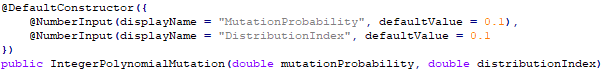 @DefaultConstructor({
@NumberInput(displayName = "MutationProbability", defaultValue = 0.1),
@NumberInput(displayName = "DistributionIndex", defaultValue = 0.1
})
public IntegerPolynomialMutation(double mutationProbability, double distributionIndex)